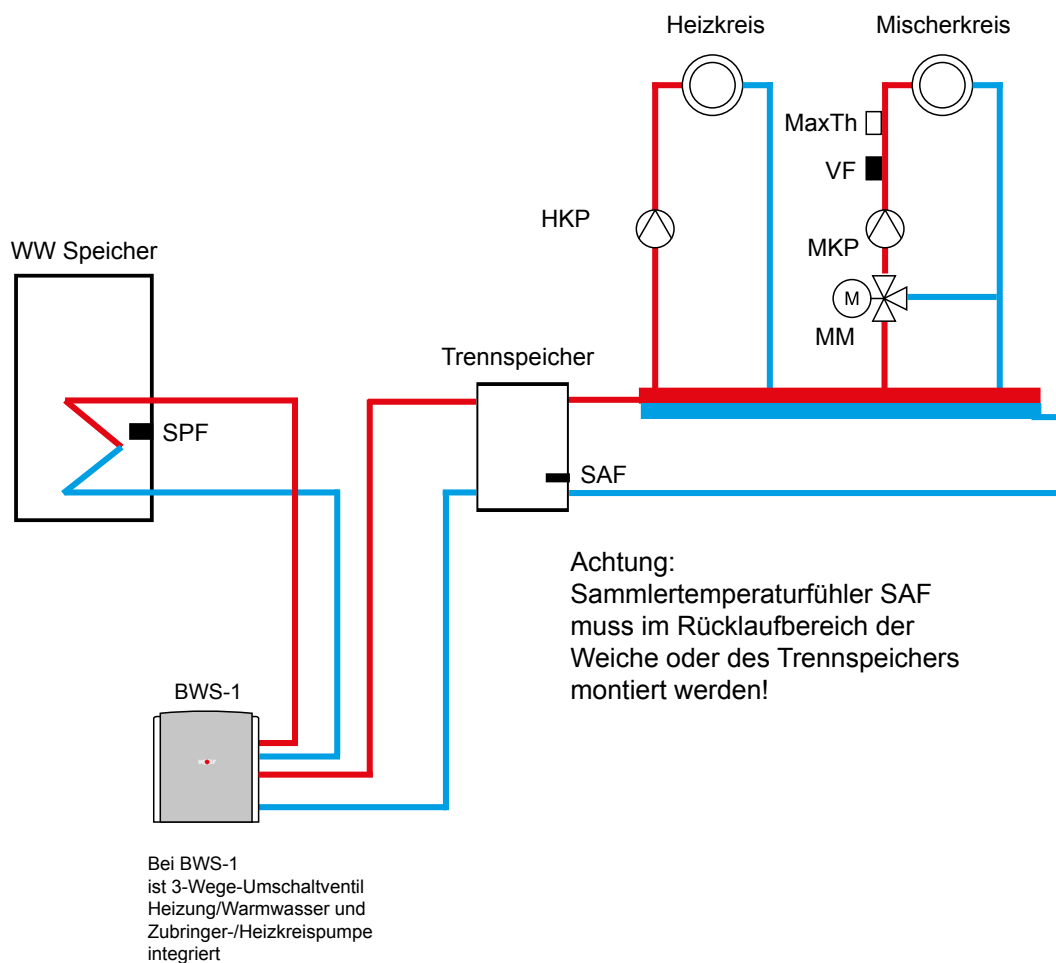 Heizkreis
Mischerkreis
MaxTh
VF
HKP
MKP
WW Speicher
M
MM
Trennspeicher
SPF
SAF
Achtung:
Sammlertemperaturfühler SAF
muss im Rücklaufbereich der
Weiche oder des Trennspeichers
montiert werden!
BWS-1
Bei BWS-1
ist 3-Wege-Umschaltventil
Heizung/Warmwasser und
Zubringer-/Heizkreispumpe
integriert